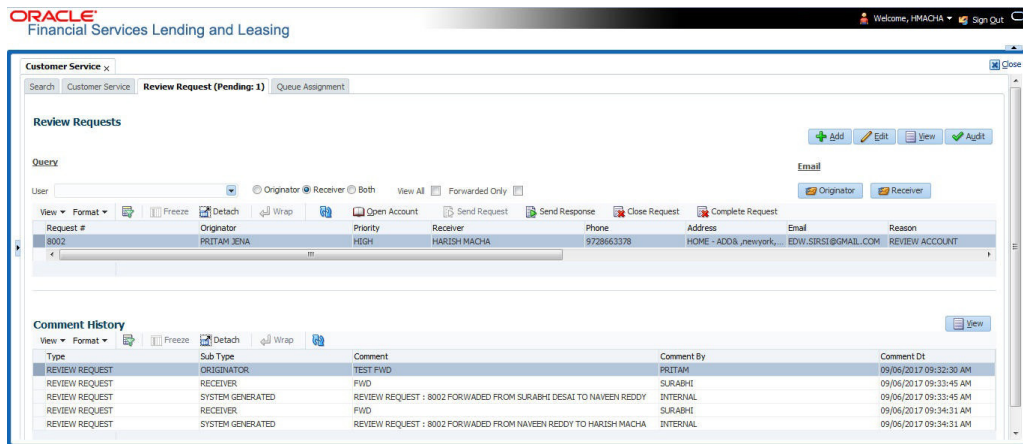 ORACLE
Financial Services Lending and Leasing
Welcome, HMACHA Sign Out
Customer Service x Close
Search Customer Service Review Request (Pending: 1) Queue Assignment
Review Requests
Add Edit View Audit
Query Email
User Originator Receiver Both View All Forwarded Only Originator Receiver
View Format Freeze Detach Wrap Open Account Send Request Send Response Close Request Complete Request
Request # Originator Priority Receiver Phone Address Email Reason
8002 PRITAM JENA HIGH HARISH MACHA 9728663378 HOME - ADD& ,newyork,... EDW.SIRSI@GMAIL.COM REVIEW ACCOUNT
Comment History View
View Format Freeze Detach Wrap
Type Sub Type Comment Comment By Comment Dt
REVIEW REQUEST ORIGINATOR TEST FWD PRITAM 09/06/2017 09:32:30 AM
REVIEW REQUEST RECEIVER FWD SURABHI 09/06/2017 09:33:45 AM
REVIEW REQUEST SYSTEM GENERATED REVIEW REQUEST : 8002 FORWADED FROM SURABHI DESAI TO NAVEEN REDDY INTERNAL 09/06/2017 09:33:45 AM
REVIEW REQUEST RECEIVER FWD SURABHI 09/06/2017 09:34:31 AM
REVIEW REQUEST SYSTEM GENERATED REVIEW REQUEST : 8002 FORWADED FROM NAVEEN REDDY TO HARISH MACHA INTERNAL 09/06/2017 09:34:31 AM